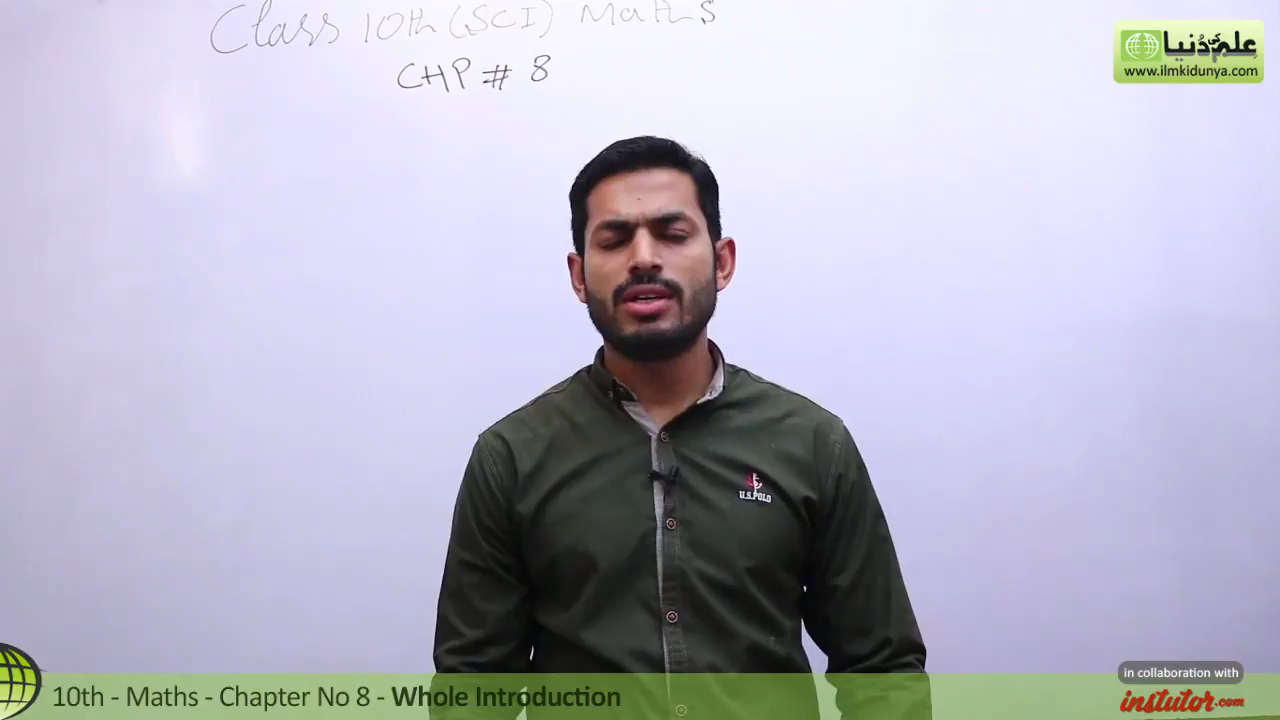 Class 10th (SCI) Maths
CHP # 8
علم کی دُنیا
www.ilmkidunya.com
U.S. POLO
in collaboration with
instutor.com
10th - Maths - Chapter No 8 - Whole Introduction